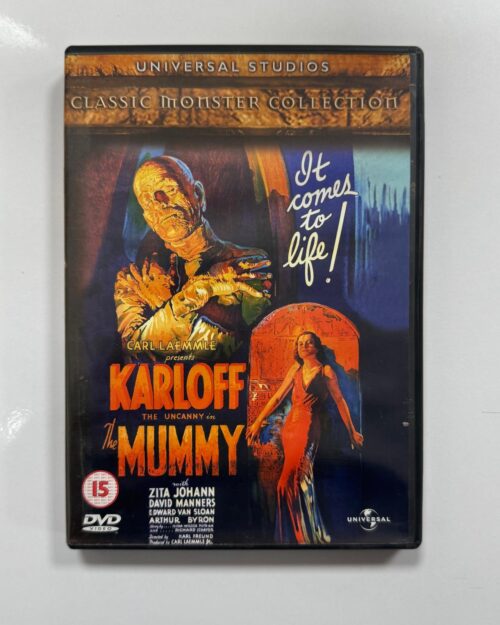 UNIVERSAL STUDIOS
CLASSIC MONSTER COLLECTION
It
comes
to
life!
CARL LAEMMLE
presents
KARLOFF
THE UNCANNY in
The
MUMMY
with
ZITA JOHANN
DAVID MANNERS
EDWARD VAN SLOAN
ARTHUR BYRON
RICHARD SCHAYER
Directed by KARL FREUND
Produced by CARL LAEMMLE Jr.
15
DVD
VIDEO
UNIVERSAL